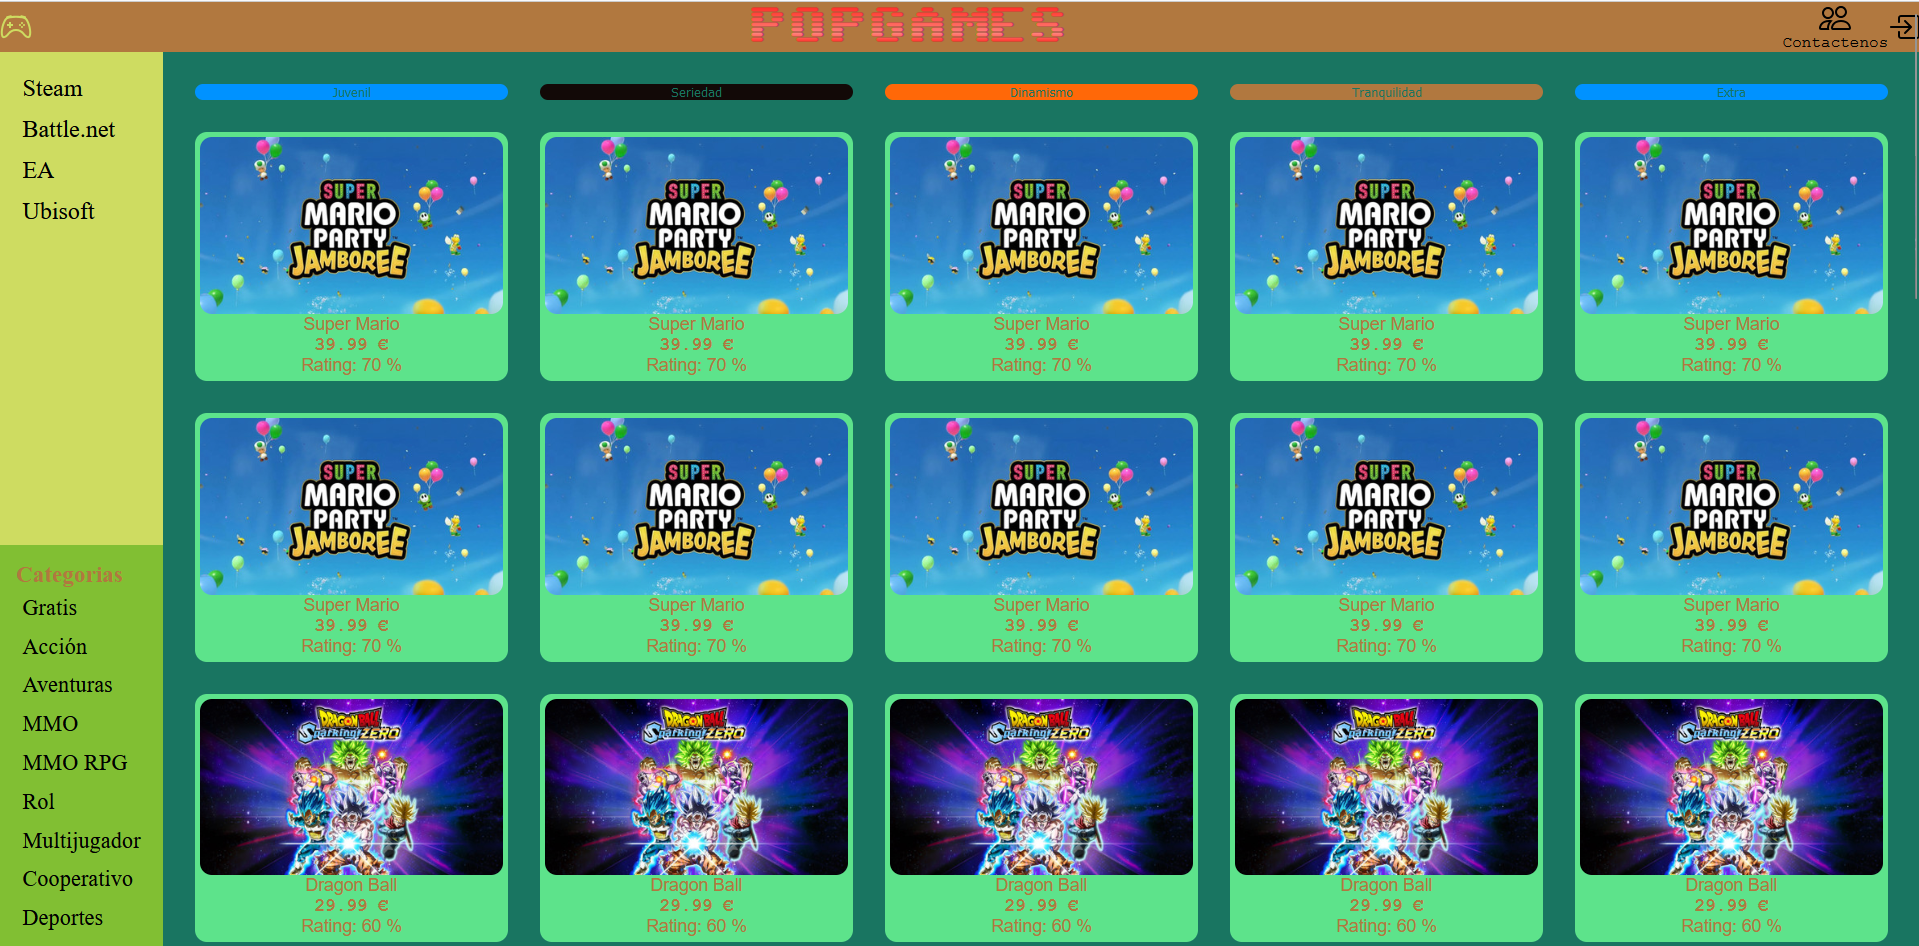 POPGAMES
Contactenos
Steam
Battle.net
EA
Ubisoft
Categorias
Gratis
Acción
Aventuras
MMO
MMO RPG
Rol
Multijugador
Cooperativo
Deportes
Juvenil Seriedad Dinamismo Tranquilidad Extra
SUPER SUPER SUPER SUPER SUPER
MARIO MARIO MARIO MARIO MARIO
PARTY PARTY PARTY PARTY PARTY
JAMBOREE JAMBOREE JAMBOREE JAMBOREE JAMBOREE
Super Mario Super Mario Super Mario Super Mario Super Mario
39.99 € 39.99 € 39.99 € 39.99 € 39.99 €
Rating: 70 % Rating: 70 % Rating: 70 % Rating: 70 % Rating: 70 %
SUPER SUPER SUPER SUPER SUPER
MARIO MARIO MARIO MARIO MARIO
PARTY PARTY PARTY PARTY PARTY
JAMBOREE JAMBOREE JAMBOREE JAMBOREE JAMBOREE
Super Mario Super Mario Super Mario Super Mario Super Mario
39.99 € 39.99 € 39.99 € 39.99 € 39.99 €
Rating: 70 % Rating: 70 % Rating: 70 % Rating: 70 % Rating: 70 %
DRAGON BALL DRAGON BALL DRAGON BALL DRAGON BALL DRAGON BALL
Sparking! ZERO Sparking! ZERO Sparking! ZERO Sparking! ZERO Sparking! ZERO
Dragon Ball Dragon Ball Dragon Ball Dragon Ball Dragon Ball
29.99 € 29.99 € 29.99 € 29.99 € 29.99 €
Rating: 60 % Rating: 60 % Rating: 60 % Rating: 60 % Rating: 60 %